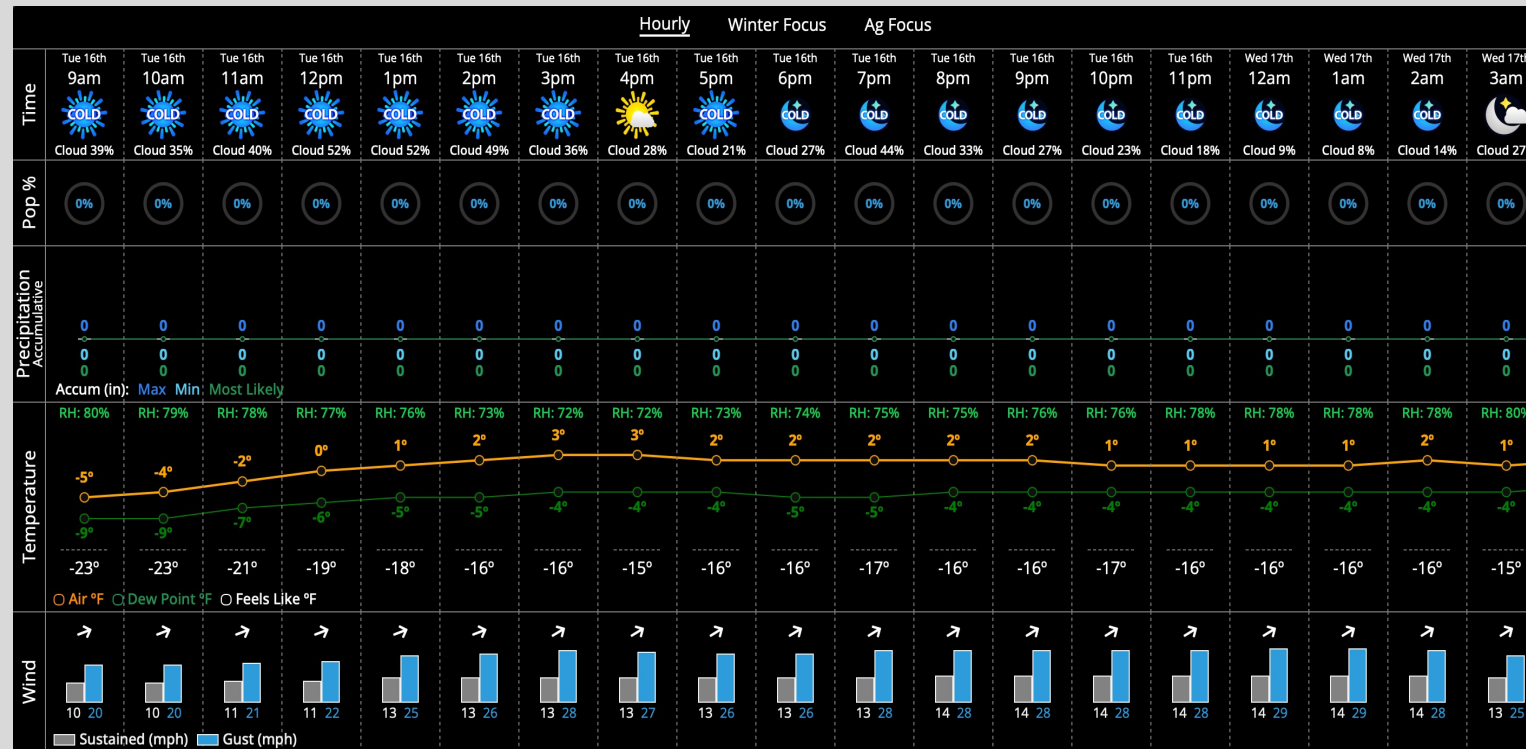 Hourly Winter Focus Ag Focus
Time
Tue 16th Tue 16th Tue 16th Tue 16th Tue 16th Tue 16th Tue 16th Tue 16th Tue 16th Tue 16th Tue 16th Tue 16th Tue 16th Tue 16th Tue 16th Wed 17th Wed 17th Wed 17th Wed 17th
9am 10am 11am 12pm 1pm 2pm 3pm 4pm 5pm 6pm 7pm 8pm 9pm 10pm 11pm 12am 1am 2am 3am
COLD COLD COLD COLD COLD COLD COLD COLD COLD COLD COLD COLD COLD COLD COLD COLD COLD
Cloud 39% Cloud 35% Cloud 40% Cloud 52% Cloud 52% Cloud 49% Cloud 36% Cloud 28% Cloud 21% Cloud 27% Cloud 44% Cloud 33% Cloud 27% Cloud 23% Cloud 18% Cloud 9% Cloud 8% Cloud 14% Cloud 27
Pop %
0% 0% 0% 0% 0% 0% 0% 0% 0% 0% 0% 0% 0% 0% 0% 0% 0% 0% 0%
Precipitation
Accumulative
0 0 0 0 0 0 0 0 0 0 0 0 0 0 0 0 0 0 0
0 0 0 0 0 0 0 0 0 0 0 0 0 0 0 0 0 0 0
0 0 0 0 0 0 0 0 0 0 0 0 0 0 0 0 0 0 0
Accum (in): Max Min Most Likely
Temperature
RH: 80% RH: 79% RH: 78% RH: 77% RH: 76% RH: 73% RH: 72% RH: 72% RH: 73% RH: 74% RH: 75% RH: 75% RH: 76% RH: 76% RH: 78% RH: 78% RH: 78% RH: 78% RH: 80%
-5º -4º -2º 0º 1º 2º 3º 3º 2º 2º 2º 2º 2º 1º 1º 1º 1º 2º 1º
-9º -9º -7º -6º -5º -5º -4º -4º -4º -5º -5º -4º -4º -4º -4º -4º -4º -4º -4º
-23º -23º -21º -19º -18º -16º -16º -15º -16º -16º -17º -16º -16º -17º -16º -16º -16º -16º -15º
Air ºF Dew Point ºF Feels Like ºF
Wind
10 20 10 20 11 21 11 22 13 25 13 26 13 28 13 27 13 26 13 26 13 28 14 28 14 28 14 28 14 28 14 29 14 29 14 28 13 25
Sustained (mph) Gust (mph)